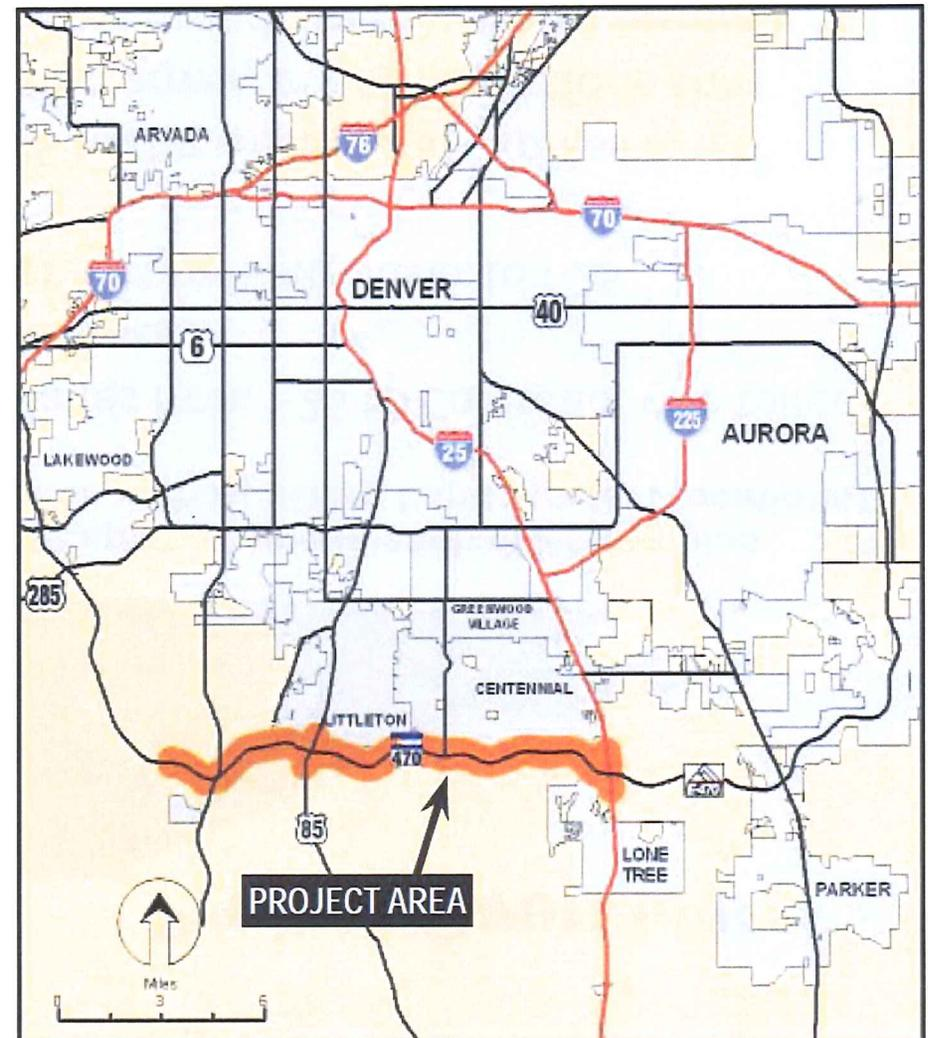 ARVADA
76
70
70
DENVER
40
6
225
25
AURORA
LAKEWOOD
285
GREENWOOD
VILLAGE
CENTENNIAL
LITTLETON
470
E-470
85
LONE
TREE
PROJECT AREA
PARKER
Miles
0 3 6